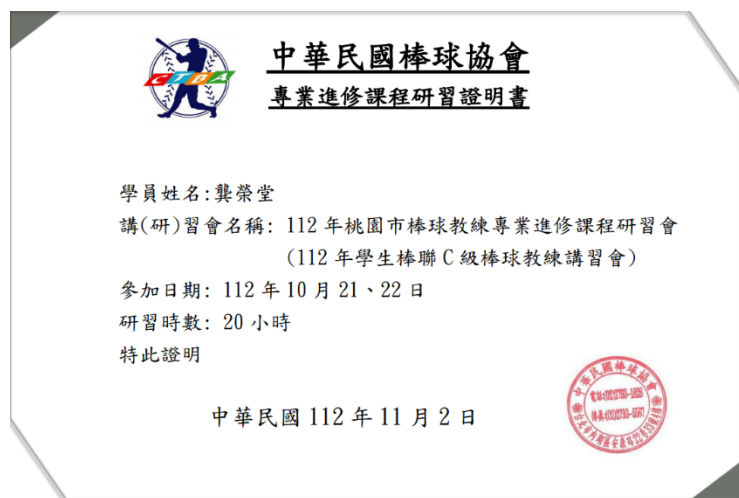 CTBA
中華民國棒球協會
專業進修課程研習證明書
學員姓名:龔榮堂
講(研)習會名稱: 112 年桃園市棒球教練專業進修課程研習會
(112 年學生棒聯 C 級棒球教練講習會)
參加日期: 112 年 10 月 21、22 日
研習時數: 20 小時
特此證明
中華民國 112 年 11 月 2 日
中華民國棒球協會